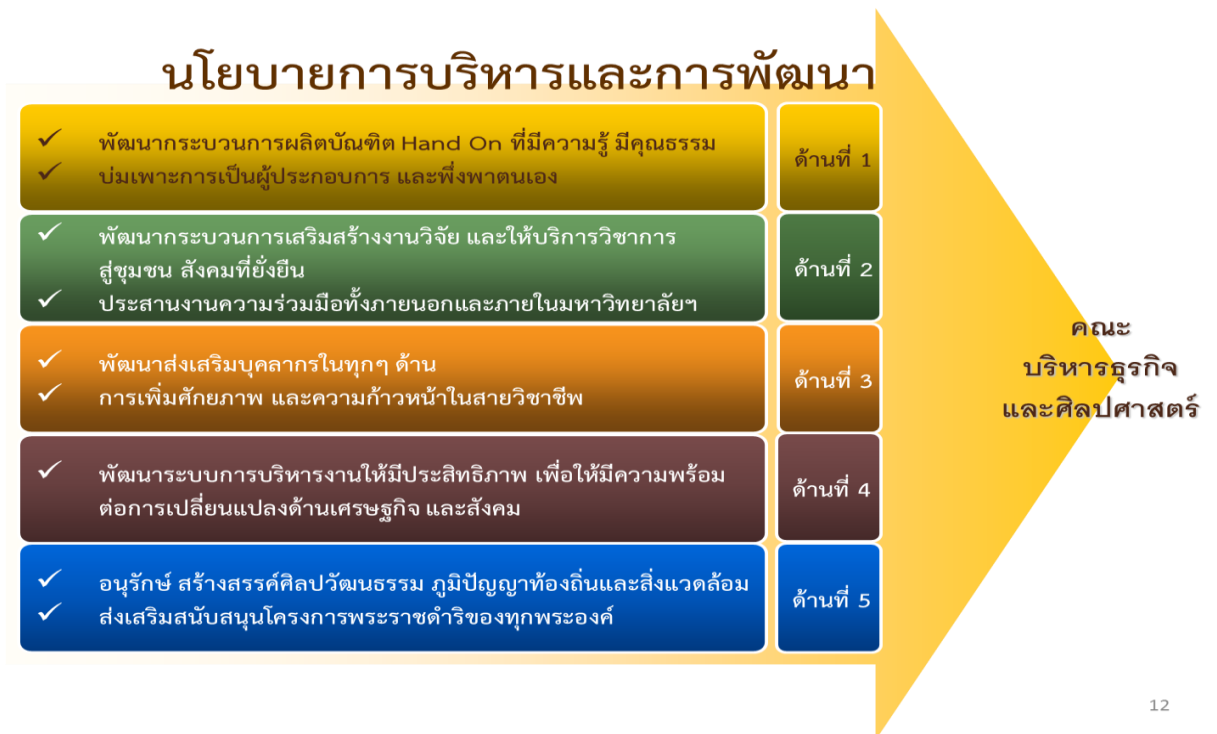 นโยบายการบริหารและการพัฒนา
✓ พัฒนากระบวนการผลิตบัณฑิต Hand On ที่มีความรู้ มีคุณธรรม
✓ บ่มเพาะการเป็นผู้ประกอบการ และพึ่งพาตนเอง
ด้านที่ 1
✓ พัฒนากระบวนการเสริมสร้างงานวิจัย และให้บริการวิชาการ
สู่ชุมชน สังคมที่ยั่งยืน
✓ ประสานงานความร่วมมือทั้งภายนอกและภายในมหาวิทยาลัยฯ
ด้านที่ 2
✓ พัฒนาส่งเสริมบุคลากรในทุกๆ ด้าน
✓ การเพิ่มศักยภาพ และความก้าวหน้าในสายวิชาชีพ
ด้านที่ 3
✓ พัฒนาระบบการบริหารงานให้มีประสิทธิภาพ เพื่อให้มีความพร้อม
ต่อการเปลี่ยนแปลงด้านเศรษฐกิจ และสังคม
ด้านที่ 4
✓ อนุรักษ์ สร้างสรรค์ศิลปวัฒนธรรม ภูมิปัญญาท้องถิ่นและสิ่งแวดล้อม
✓ ส่งเสริมสนับสนุนโครงการพระราชดำริของทุกพระองค์
ด้านที่ 5
คณะ
บริหารธุรกิจ
และศิลปศาสตร์
12